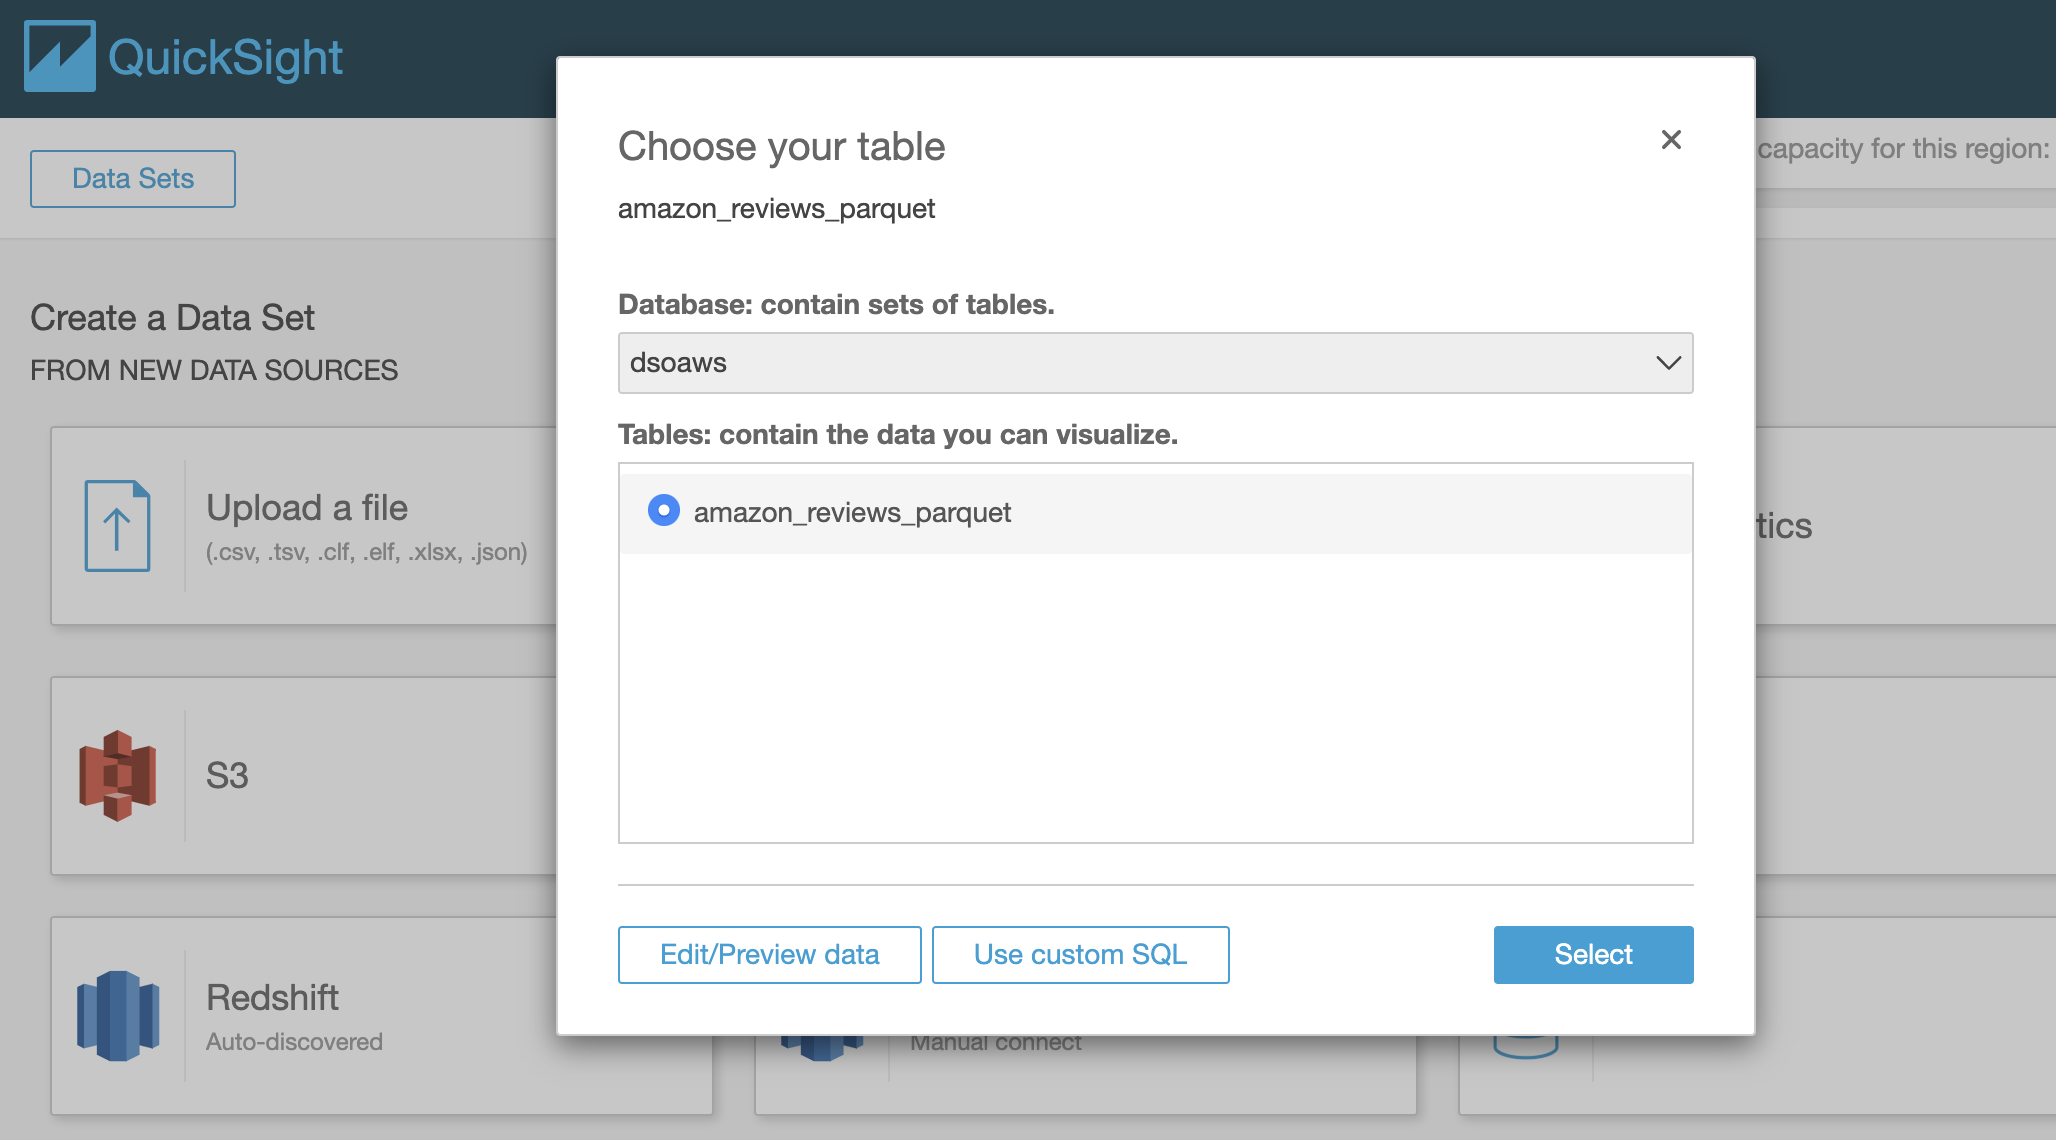 QuickSight
Data Sets
capacity for this region:
Create a Data Set
FROM NEW DATA SOURCES
Upload a file
(.csv, .tsv, .clf, .elf, .xlsx, .json)
S3
Redshift
Auto-discovered
Manual connect
tics
Choose your table
amazon_reviews_parquet
Database: contain sets of tables.
dsoaws
Tables: contain the data you can visualize.
amazon_reviews_parquet
Edit/Preview data
Use custom SQL
Select